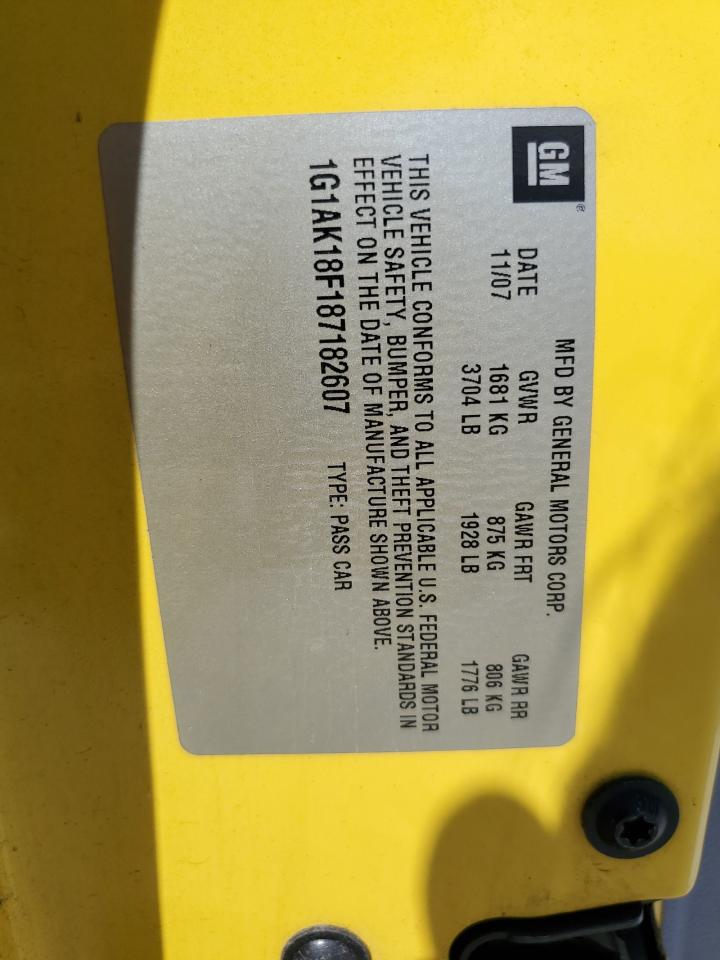 GM®
MFD BY GENERAL MOTORS CORP.
DATE GVWR GAWR FRT GAWR RR
11/07 1681 KG 875 KG 806 KG
3704 LB 1928 LB 1776 LB
THIS VEHICLE CONFORMS TO ALL APPLICABLE U.S. FEDERAL MOTOR
VEHICLE SAFETY, BUMPER, AND THEFT PREVENTION STANDARDS IN
EFFECT ON THE DATE OF MANUFACTURE SHOWN ABOVE.
1G1AK18F187182607 TYPE: PASS CAR